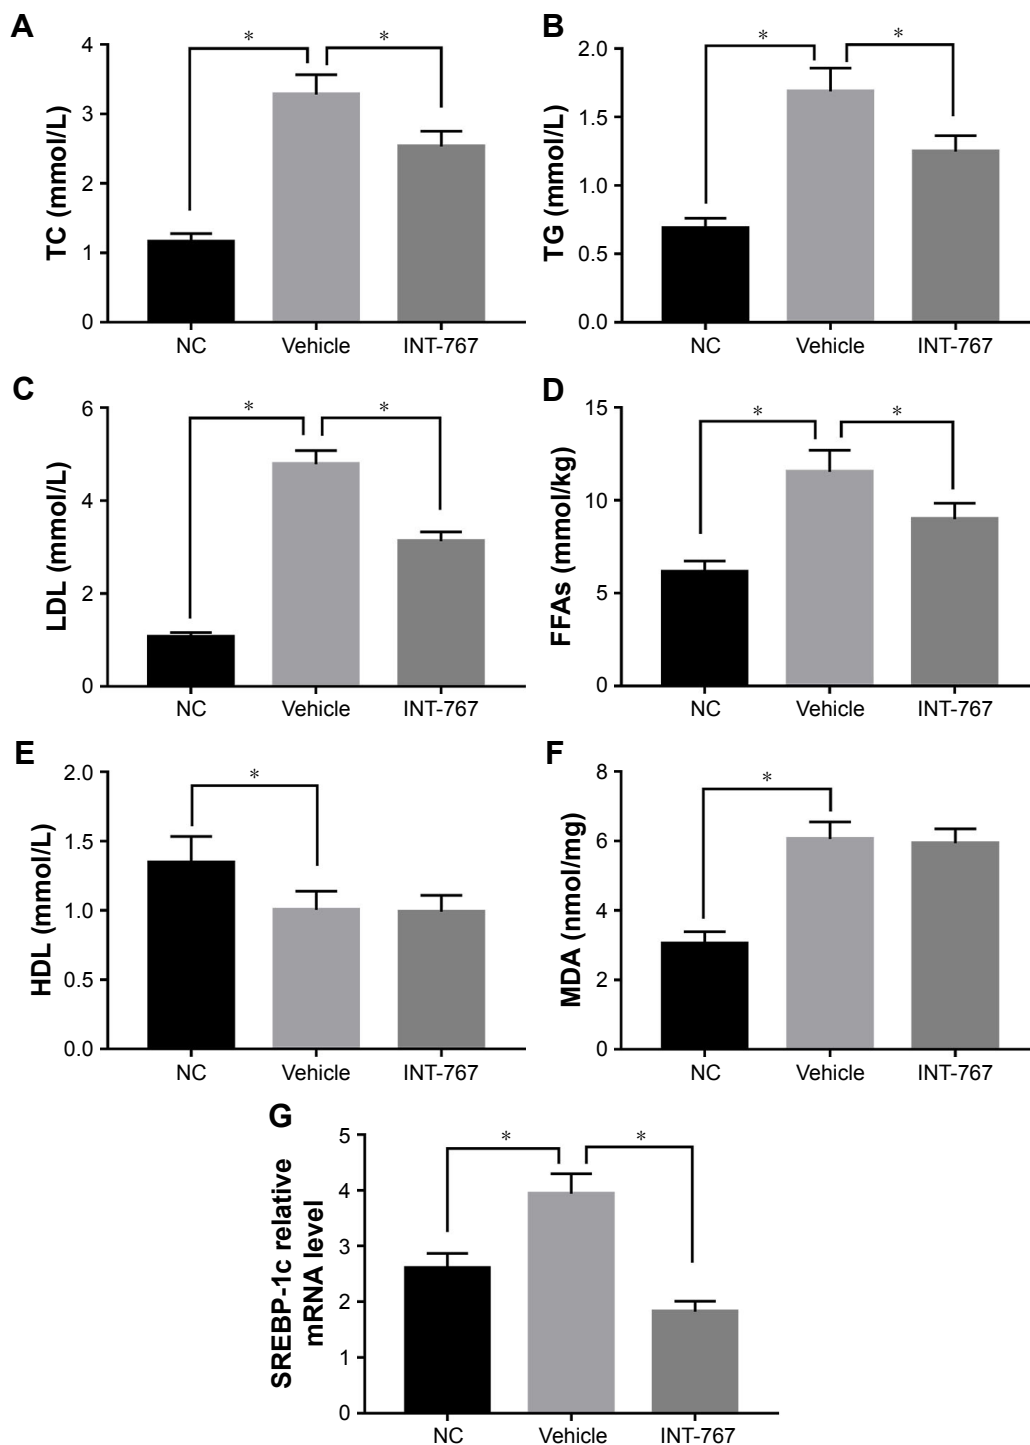 A
TC (mmol/L)
4
3
2
1
0
*
*
NC
Vehicle
INT-767
B
TG (mmol/L)
2.0
1.5
1.0
0.5
0.0
*
*
NC
Vehicle
INT-767
C
LDL (mmol/L)
6
4
2
0
*
*
NC
Vehicle
INT-767
D
FFAs (mmol/kg)
15
10
5
0
*
*
NC
Vehicle
INT-767
E
HDL (mmol/L)
2.0
1.5
1.0
0.5
0.0
*
NC
Vehicle
INT-767
F
MDA (nmol/mg)
8
6
4
2
0
*
NC
Vehicle
INT-767
G
SREBP-1c relative
mRNA level
5
4
3
2
1
0
*
*
NC
Vehicle
INT-767